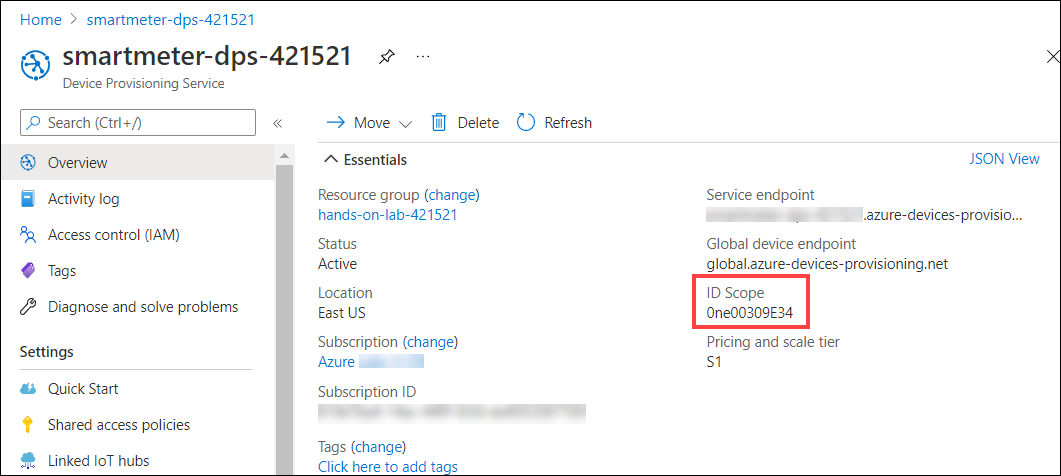 Home > smartmeter-dps-421521
smartmeter-dps-421521
Device Provisioning Service
Search (Ctrl+/)
Overview
Activity log
Access control (IAM)
Tags
Diagnose and solve problems
Settings
Quick Start
Shared access policies
Linked IoT hubs
Move
Delete
Refresh
Essentials
JSON View
Resource group (change)
hands-on-lab-421521
Status
Active
Location
East US
Subscription (change)
Azure
Subscription ID
Tags (change)
Click here to add tags
Service endpoint
.azure-devices-provisio...
Global device endpoint
global.azure-devices-provisioning.net
ID Scope
0ne00309E34
Pricing and scale tier
S1